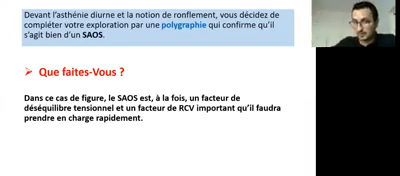 Devant l'asthénie diurne et la notion de ronflement, vous décidez de
compléter votre exploration par une polygraphie qui confirme qu'il
s'agit bien d'un SAOS.
➢ Que faites-Vous ?
Dans ce cas de figure, le SAOS est, à la fois, un facteur de
déséquilibre tensionnel et un facteur de RCV important qu'il faudra
prendre en charge rapidement.